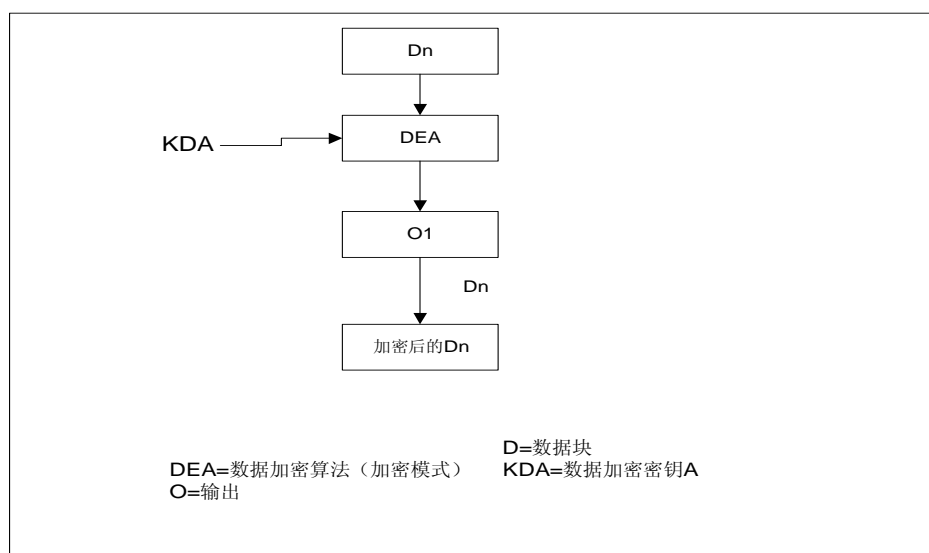 Dn
DEA
KDA
O1
Dn
加密后的Dn
D=数据块
DEA=数据加密算法（加密模式）
KDA=数据加密密钥A
O=输出